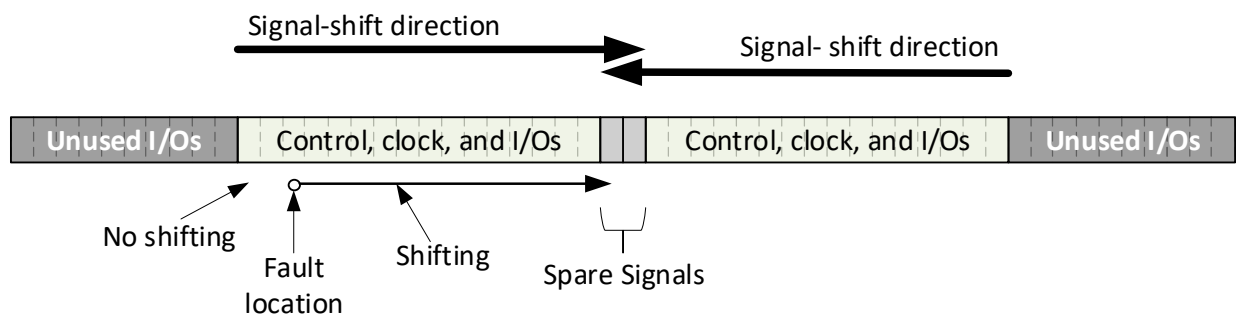 Signal-shift direction
Signal- shift direction
Unused I/Os
Control, clock, and I/Os
Control, clock, and I/Os
Unused I/Os
No shifting
Fault
location
Shifting
Spare Signals